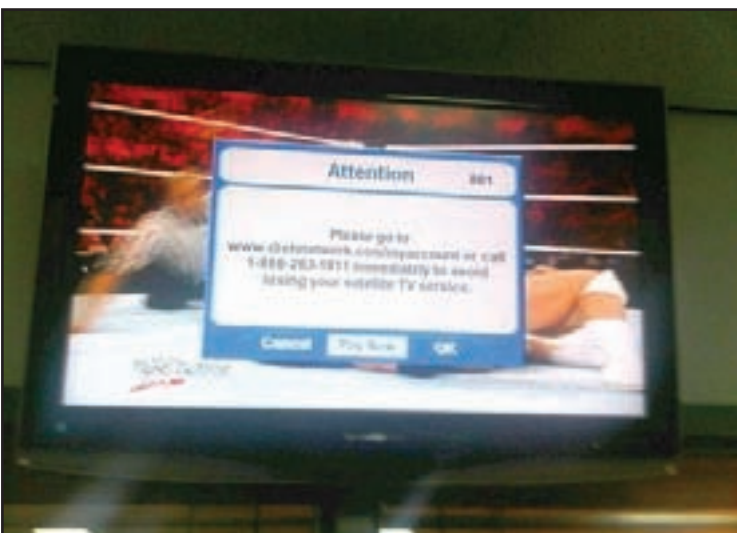 Attention
Please go to
www.dishnetwork.com/myaccount or call
immediately to avoid
losing your satellite TV service.
Cancel Pay Now OK